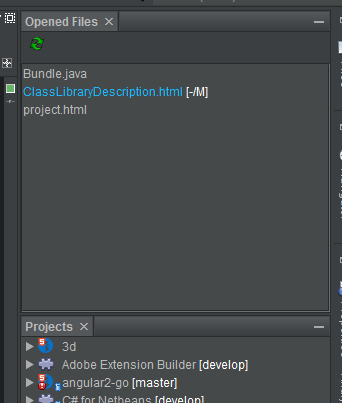 Opened Files
Bundle.java
ClassLibraryDescription.html [-/M]
project.html
Projects
3d
Adobe Extension Builder [develop]
angular2-go [master]
C# for Netbeans [develop]